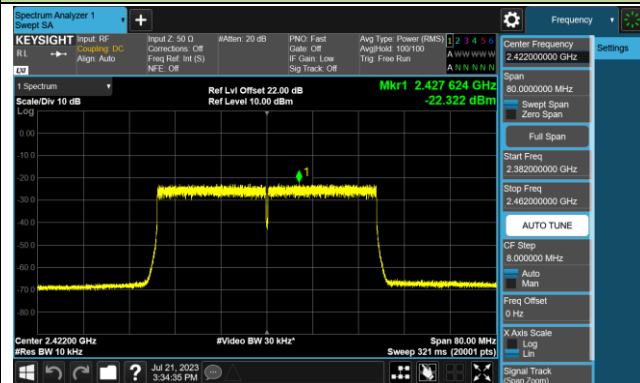 Spectrum Analyzer 1
Swept SA
Frequency
KEYSIGHT
RL
LXI
Input: RF
Coupling: DC
Align: Auto
Input Z: 50 Ω
Corrections: Off
Freq Ref: Int (S)
NFE: Off
#Atten: 20 dB
PNO: Fast
Gate: Off
IF Gain: Low
Sig Track: Off
Avg Type: Power (RMS)
Avg|Hold: 100/100
Trig: Free Run
1 2 3 4 5 6
A W W W W W
A N N N N N
1 Spectrum
Scale/Div 10 dB
Log
Ref Lvl Offset 22.00 dB
Ref Level 10.00 dBm
Mkr1 2.427 624 GHz
-22.322 dBm
1
0.00
-10.0
-20.0
-30.0
-40.0
-50.0
-60.0
-70.0
-80.0
Center 2.42200 GHz
#Res BW 10 kHz
#Video BW 30 kHz*
Span 80.00 MHz
Sweep 321 ms (20001 pts)
Jul 21, 2023
3:34:35 PM
Center Frequency
2.422000000 GHz
Settings
Span
80.0000000 MHz
Swept Span
Zero Span
Full Span
Start Freq
2.382000000 GHz
Stop Freq
2.462000000 GHz
AUTO TUNE
CF Step
8.000000 MHz
Auto
Man
Freq Offset
0 Hz
X Axis Scale
Log
Lin
Signal Track
(Span Zoom)